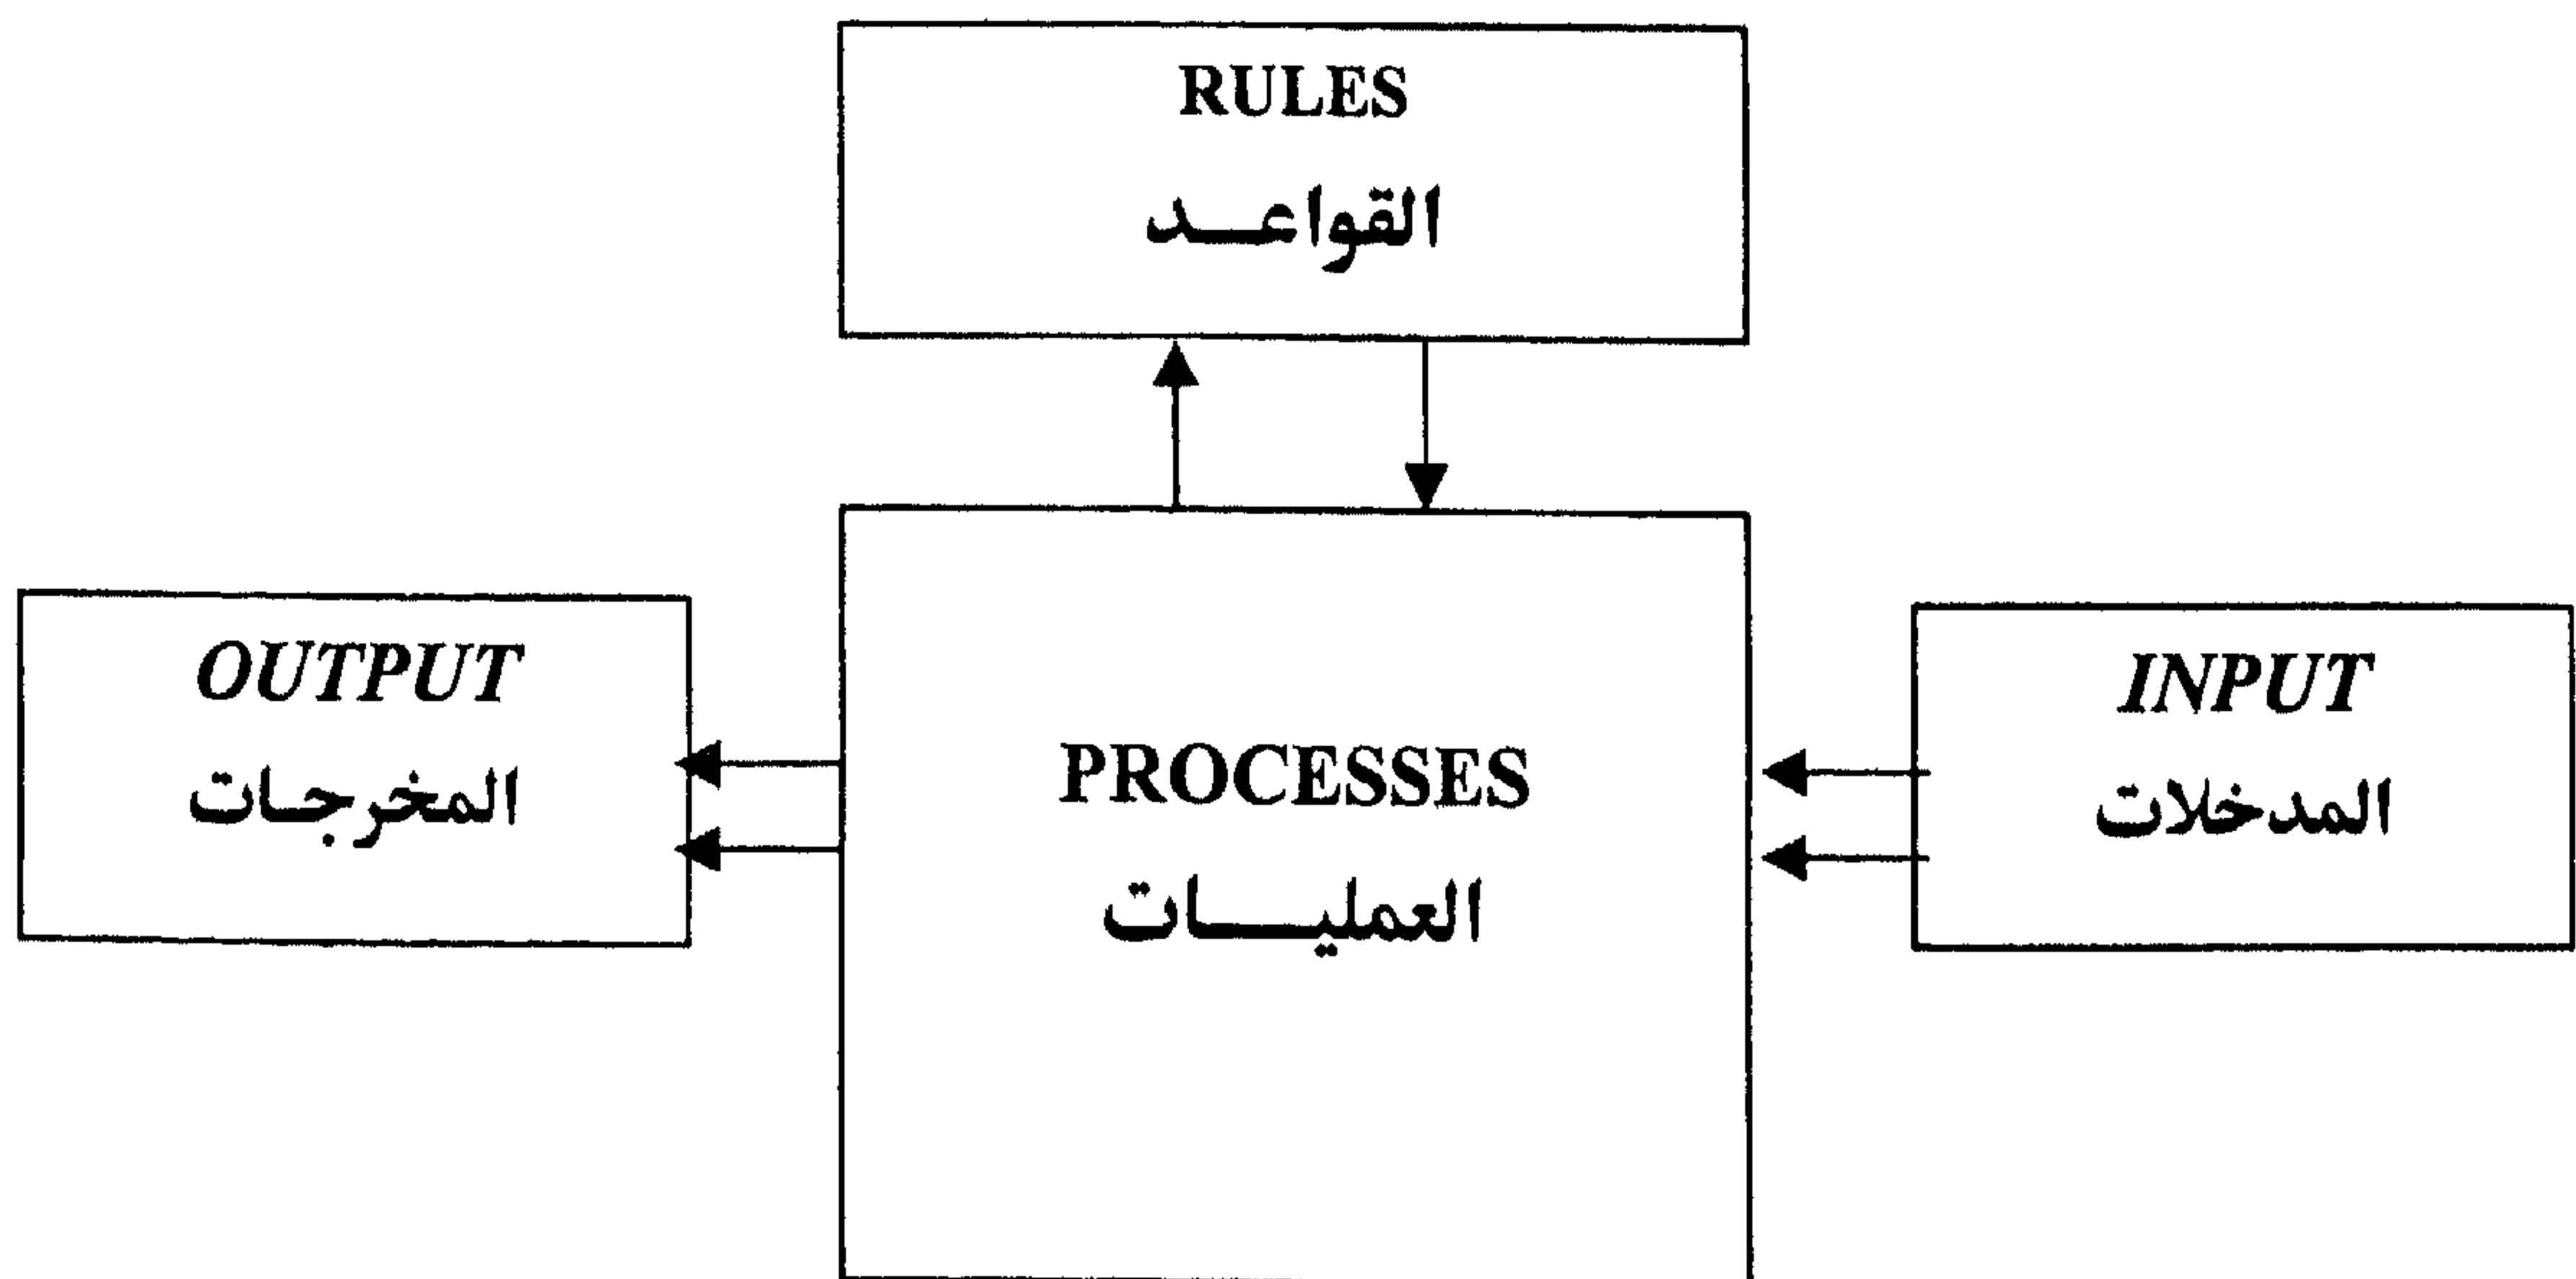 RULES
القواعـــد
OUTPUT
المخرجـات
PROCESSES
العمليـــات
INPUT
المدخلات